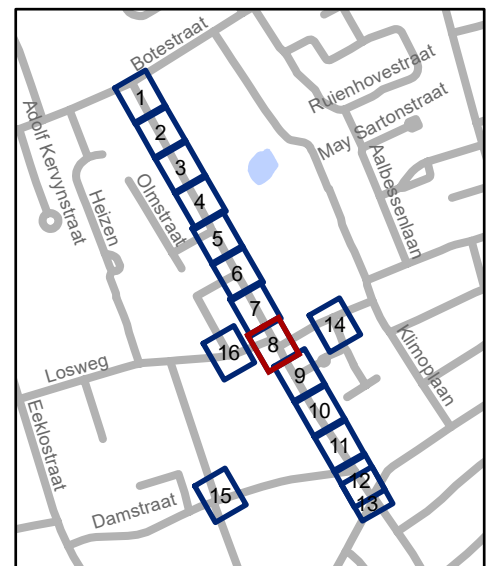 Botestraat
Ruienhovestraat
May Sartonstraat
Adolf Kervynstraat
Aalbessenlaan
Olmstraat
Heizen
1
2
3
4
5
6
7
8
14
16
9
Losweg
Klimoplaan
10
Eeklostraat
11
12
15
13
Damstraat